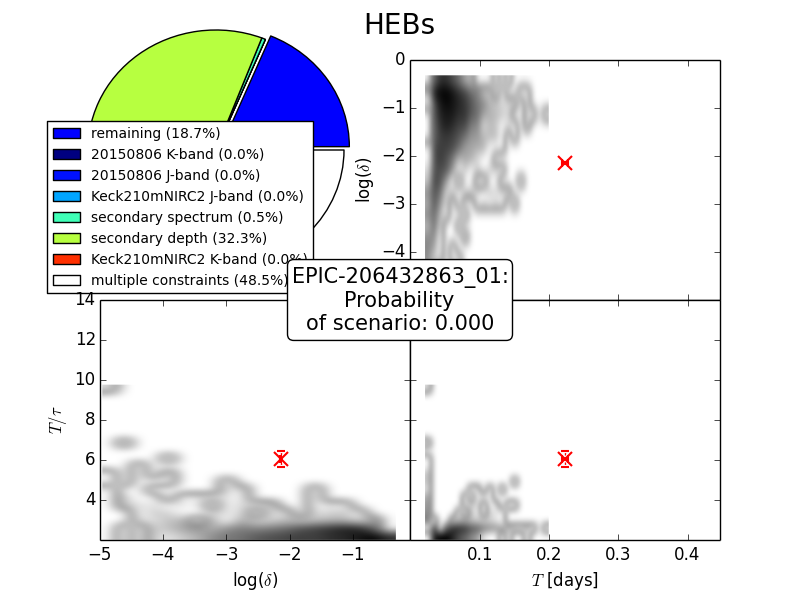 HEBs
remaining (18.7%)
20150806 K-band (0.0%)
20150806 J-band (0.0%)
Keck210mNIRC2 J-band (0.0%)
secondary spectrum (0.5%)
secondary depth (32.3%)
Keck210mNIRC2 K-band (0.0%)
multiple constraints (48.5%)
0
−1
−2
−3
−4
log(δ)
EPIC-206432863_01:
Probability
of scenario: 0.000
14
12
10
8
6
4
T/τ
−5 −4 −3 −2 −1
log(δ)
0.1 0.2 0.3 0.4
T [days]